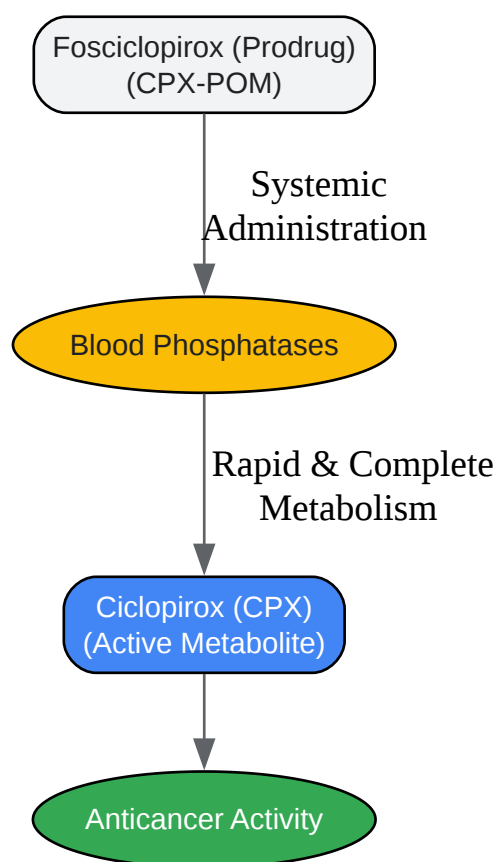 Fosciclopirox (Prodrug)
(CPX-POM)
Systemic
Administration
Blood Phosphatases
Rapid & Complete
Metabolism
Ciclopirox (CPX)
(Active Metabolite)
Anticancer Activity